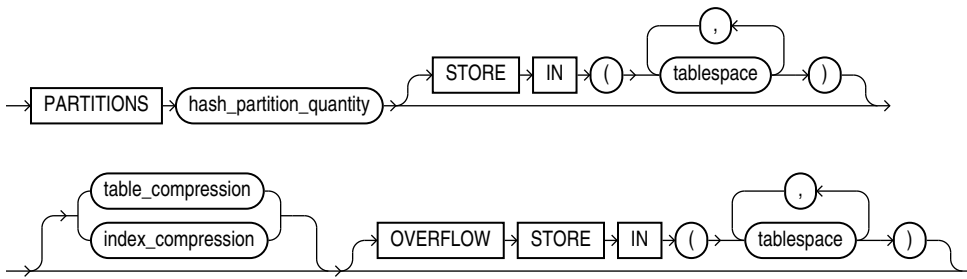 ,
STORE IN ( tablespace )
PARTITIONS hash_partition_quantity
table_compression
index_compression
,
OVERFLOW STORE IN ( tablespace )